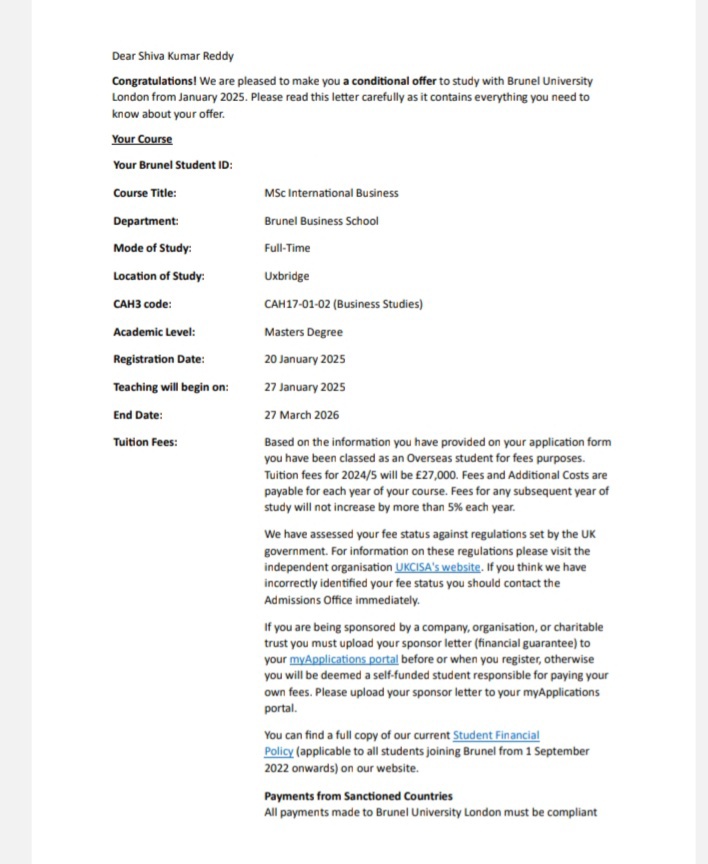 Dear Shiva Kumar Reddy
Congratulations! We are pleased to make you a conditional offer to study with Brunel University
London from January 2025. Please read this letter carefully as it contains everything you need to
know about your offer.
Your Course
Your Brunel Student ID:
Course Title: MSc International Business
Department: Brunel Business School
Mode of Study: Full-Time
Location of Study: Uxbridge
CAH3 code: CAH17-01-02 (Business Studies)
Academic Level: Masters Degree
Registration Date: 20 January 2025
Teaching will begin on: 27 January 2025
End Date: 27 March 2026
Tuition Fees: Based on the information you have provided on your application form
you have been classed as an Overseas student for fees purposes.
Tuition fees for 2024/5 will be £27,000. Fees and Additional Costs are
payable for each year of your course. Fees for any subsequent year of
study will not increase by more than 5% each year.
We have assessed your fee status against regulations set by the UK
government. For information on these regulations please visit the
independent organisation UKCISA's website. If you think we have
incorrectly identified your fee status you should contact the
Admissions Office immediately.
If you are being sponsored by a company, organisation, or charitable
trust you must upload your sponsor letter (financial guarantee) to
your myApplications portal before or when you register, otherwise
you will be deemed a self-funded student responsible for paying your
own fees. Please upload your sponsor letter to your myApplications
portal.
You can find a full copy of our current Student Financial
Policy (applicable to all students joining Brunel from 1 September
2022 onwards) on our website.
Payments from Sanctioned Countries
All payments made to Brunel University London must be compliant